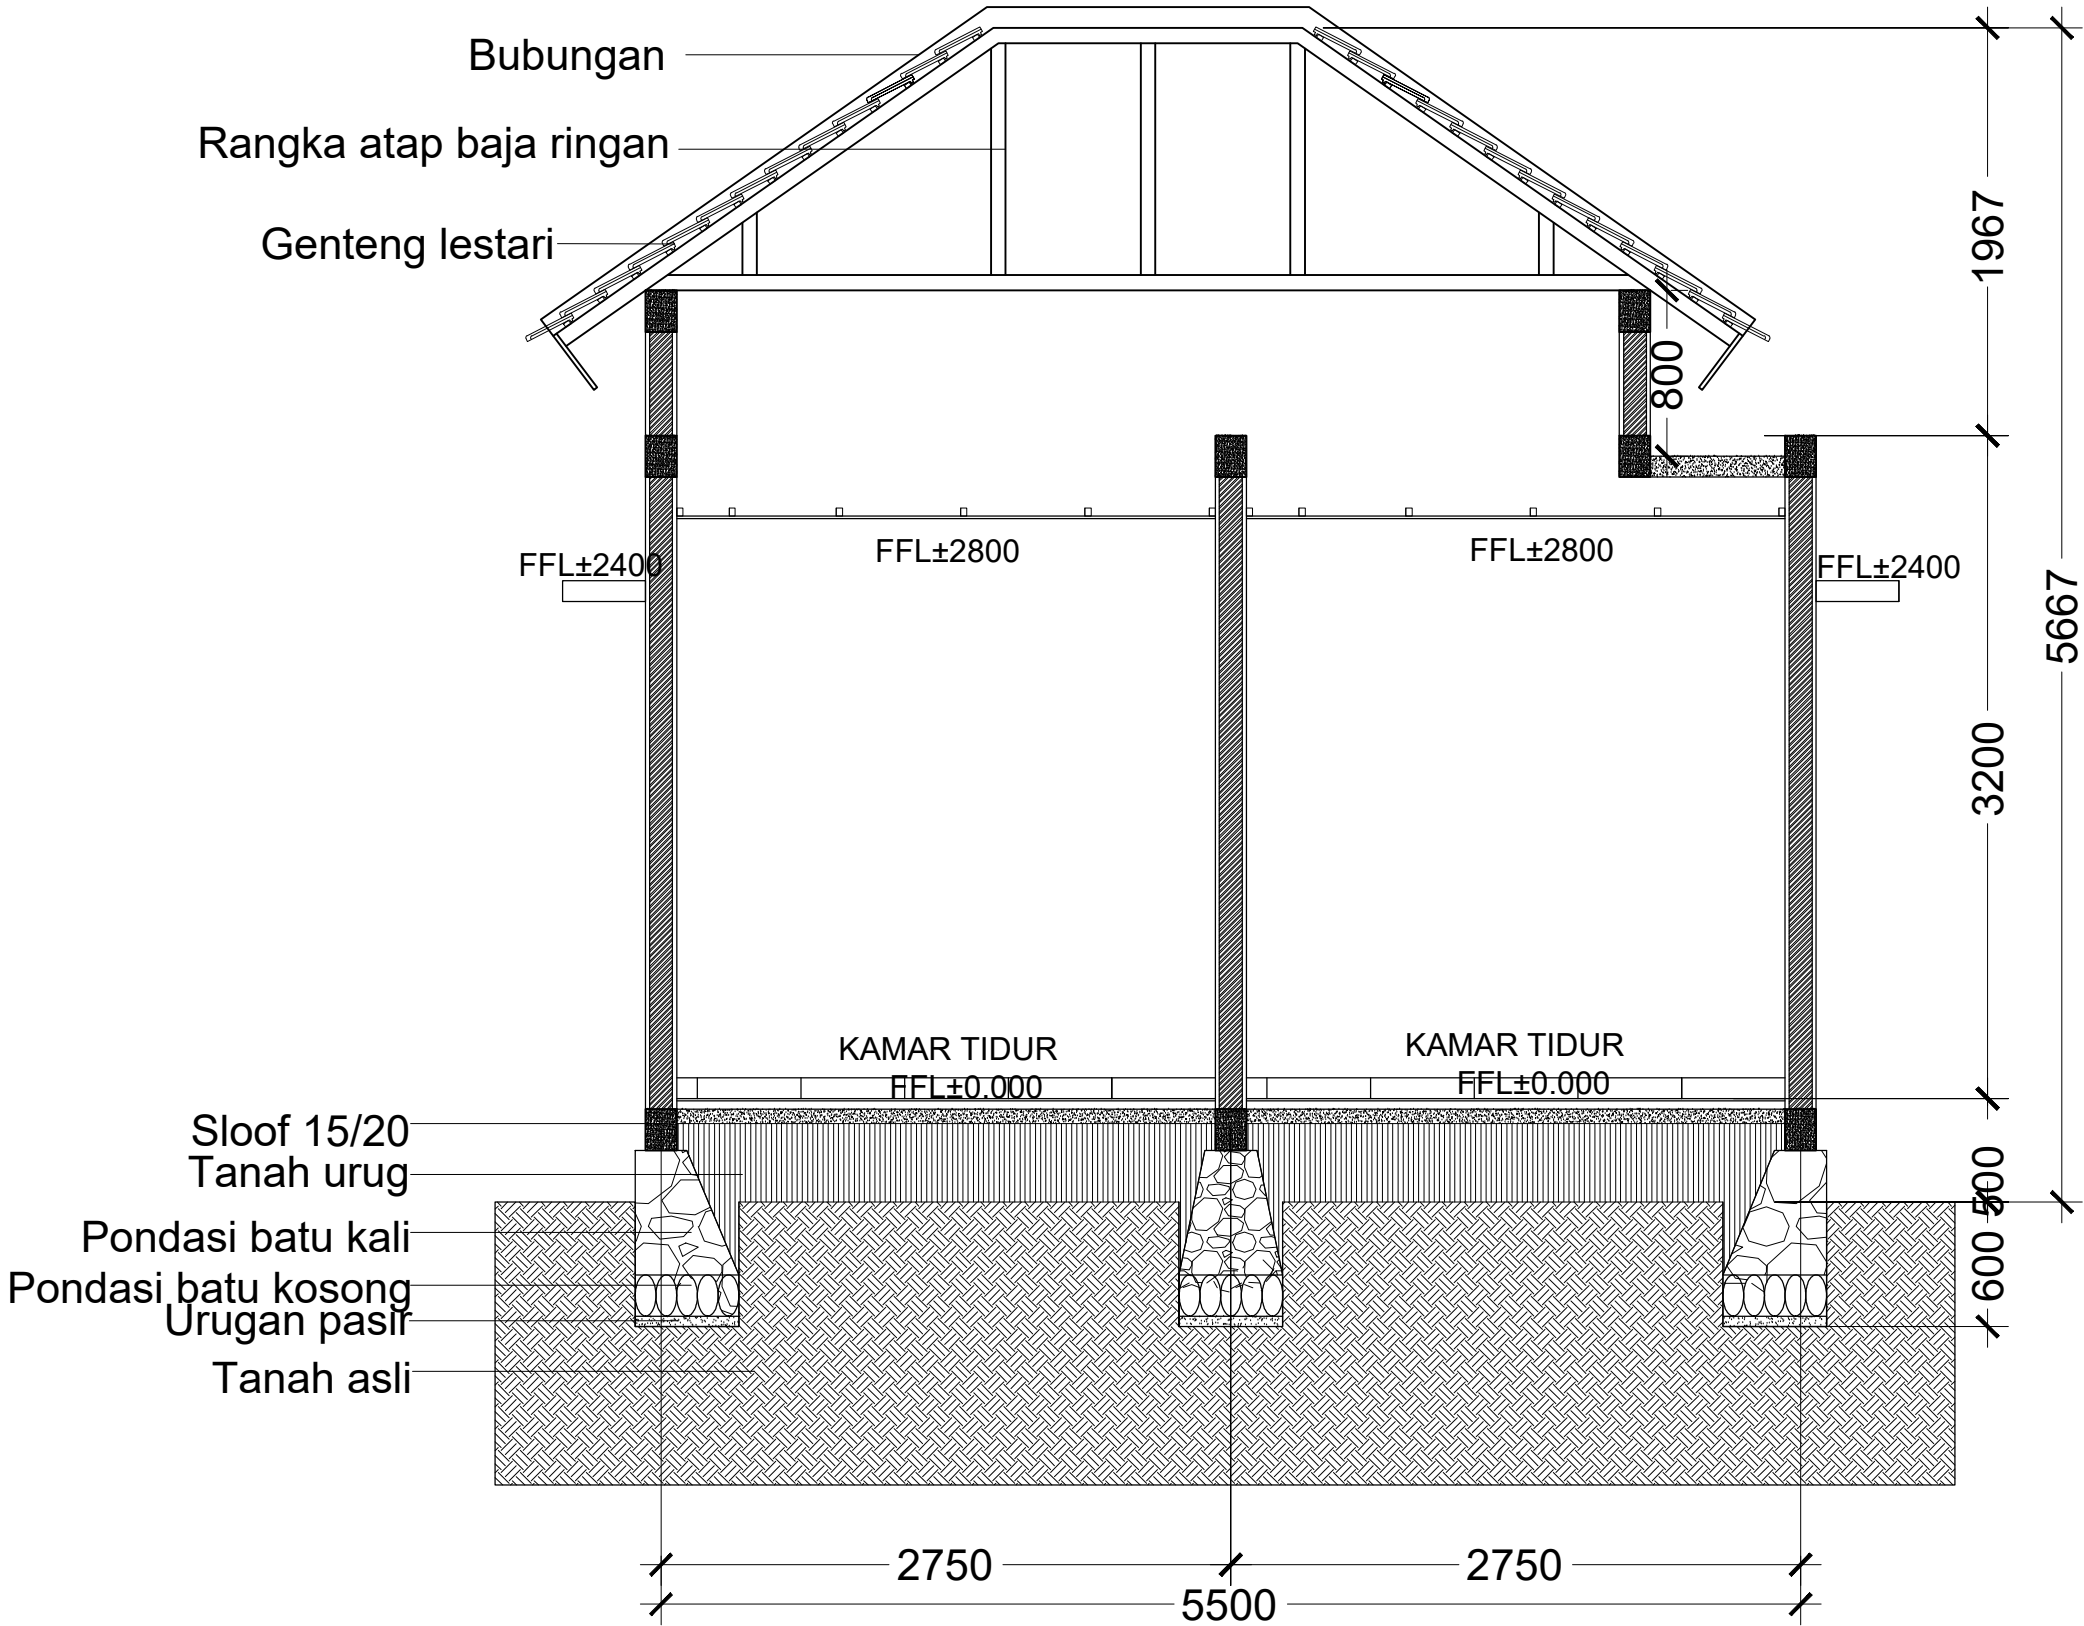 Bubungan
Rangka atap baja ringan
Genteng lestari
1967
800
FFL±2400
FFL±2800
FFL±2800
FFL±2400
5667
3200
KAMAR TIDUR
FFL±0.000
KAMAR TIDUR
FFL±0.000
Sloof 15/20
Tanah urug
500
Pondasi batu kali
600
Pondasi batu kosong
Urugan pasir
Tanah asli
2750
2750
5500